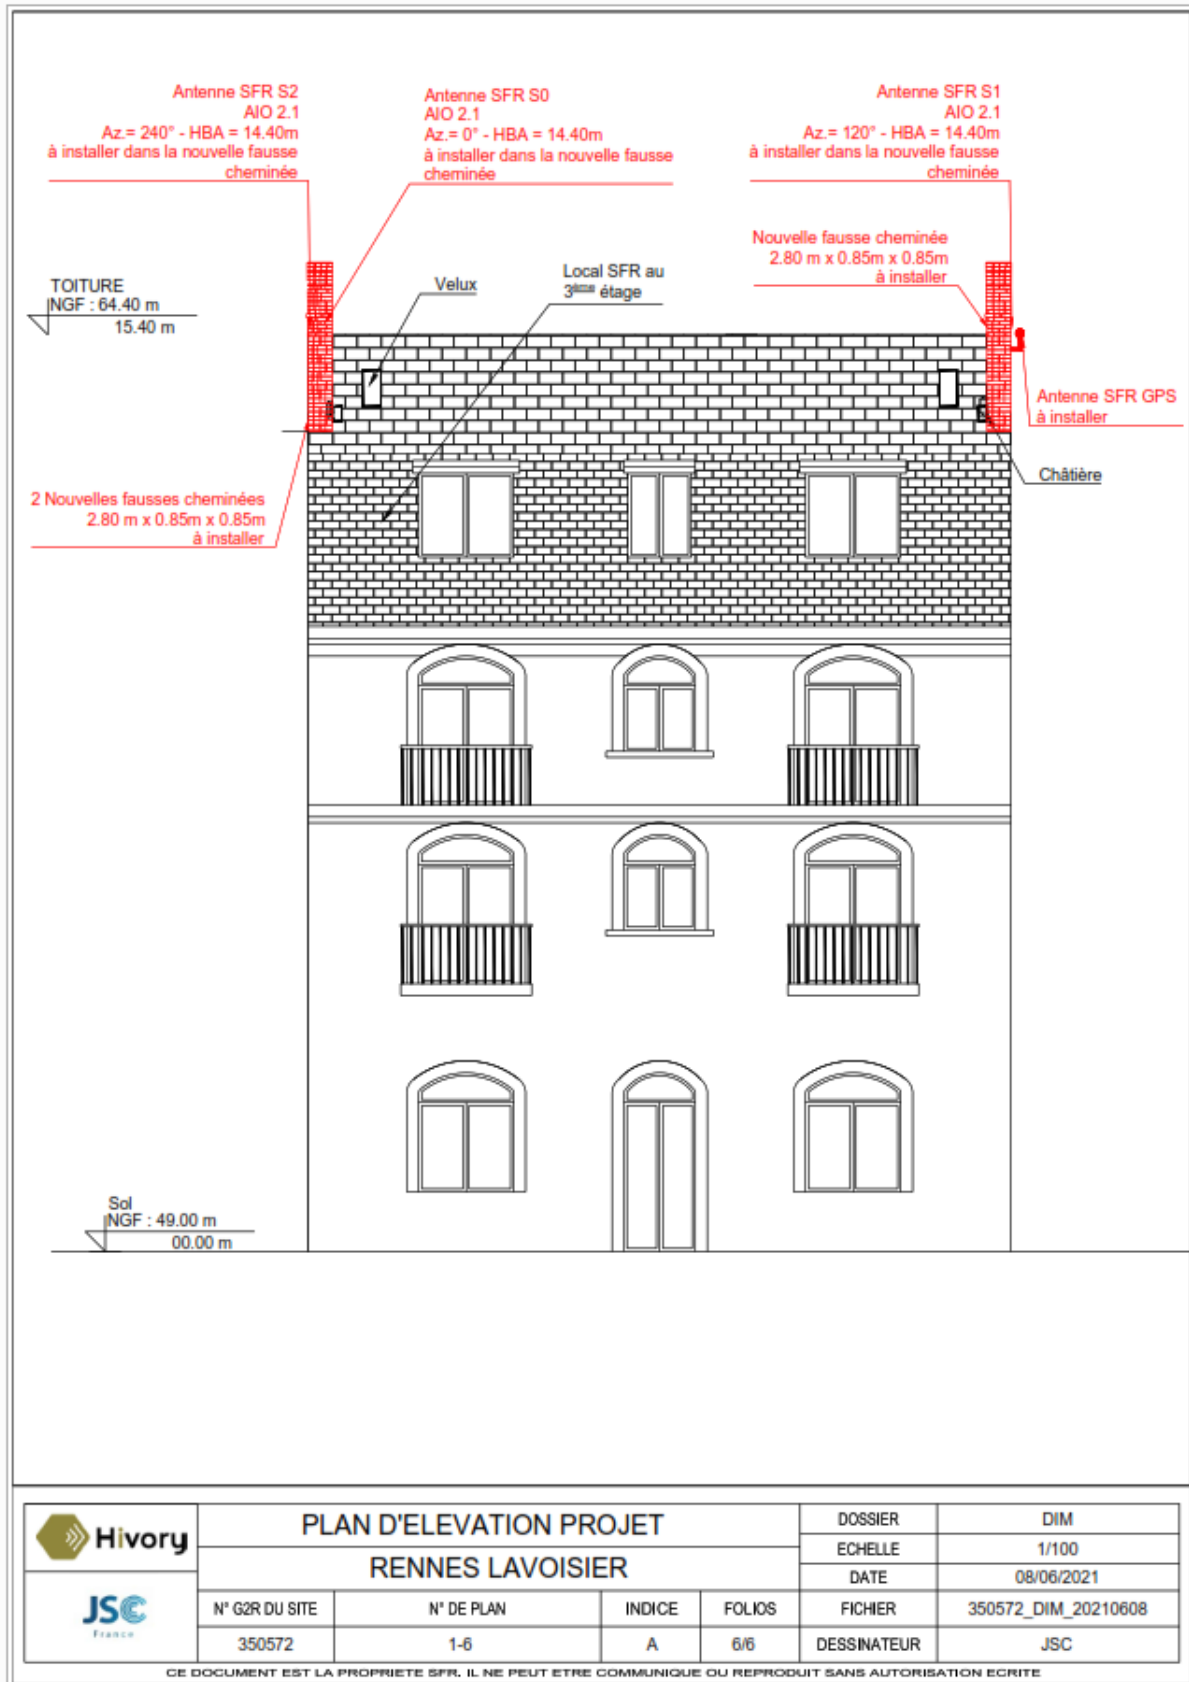 Antenne SFR S2
AIO 2.1
Az.= 240° - HBA = 14.40m
à installer dans la nouvelle fausse
cheminée
Antenne SFR S0
AIO 2.1
Az.= 0° - HBA = 14.40m
à installer dans la nouvelle fausse
cheminée
Antenne SFR S1
AIO 2.1
Az.= 120° - HBA = 14.40m
à installer dans la nouvelle fausse
cheminée
Nouvelle fausse cheminée
2.80 m x 0.85m x 0.85m
à installer
TOITURE
NGF : 64.40 m
15.40 m
Velux
Local SFR au
3ème étage
Antenne SFR GPS
à installer
Châtière
2 Nouvelles fausses cheminées
2.80 m x 0.85m x 0.85m
à installer
Sol
NGF : 49.00 m
00.00 m
Hivory
JSC
France
PLAN D'ELEVATION PROJET
RENNES LAVOISIER
N° G2R DU SITE
N° DE PLAN
INDICE
FOLIOS
350572
1-6
A
6/6
DOSSIER
DIM
ECHELLE
1/100
DATE
08/06/2021
FICHIER
350572_DIM_20210608
DESSINATEUR
JSC
CE DOCUMENT EST LA PROPRIETE SFR. IL NE PEUT ETRE COMMUNIQUE OU REPRODUIT SANS AUTORISATION ECRITE